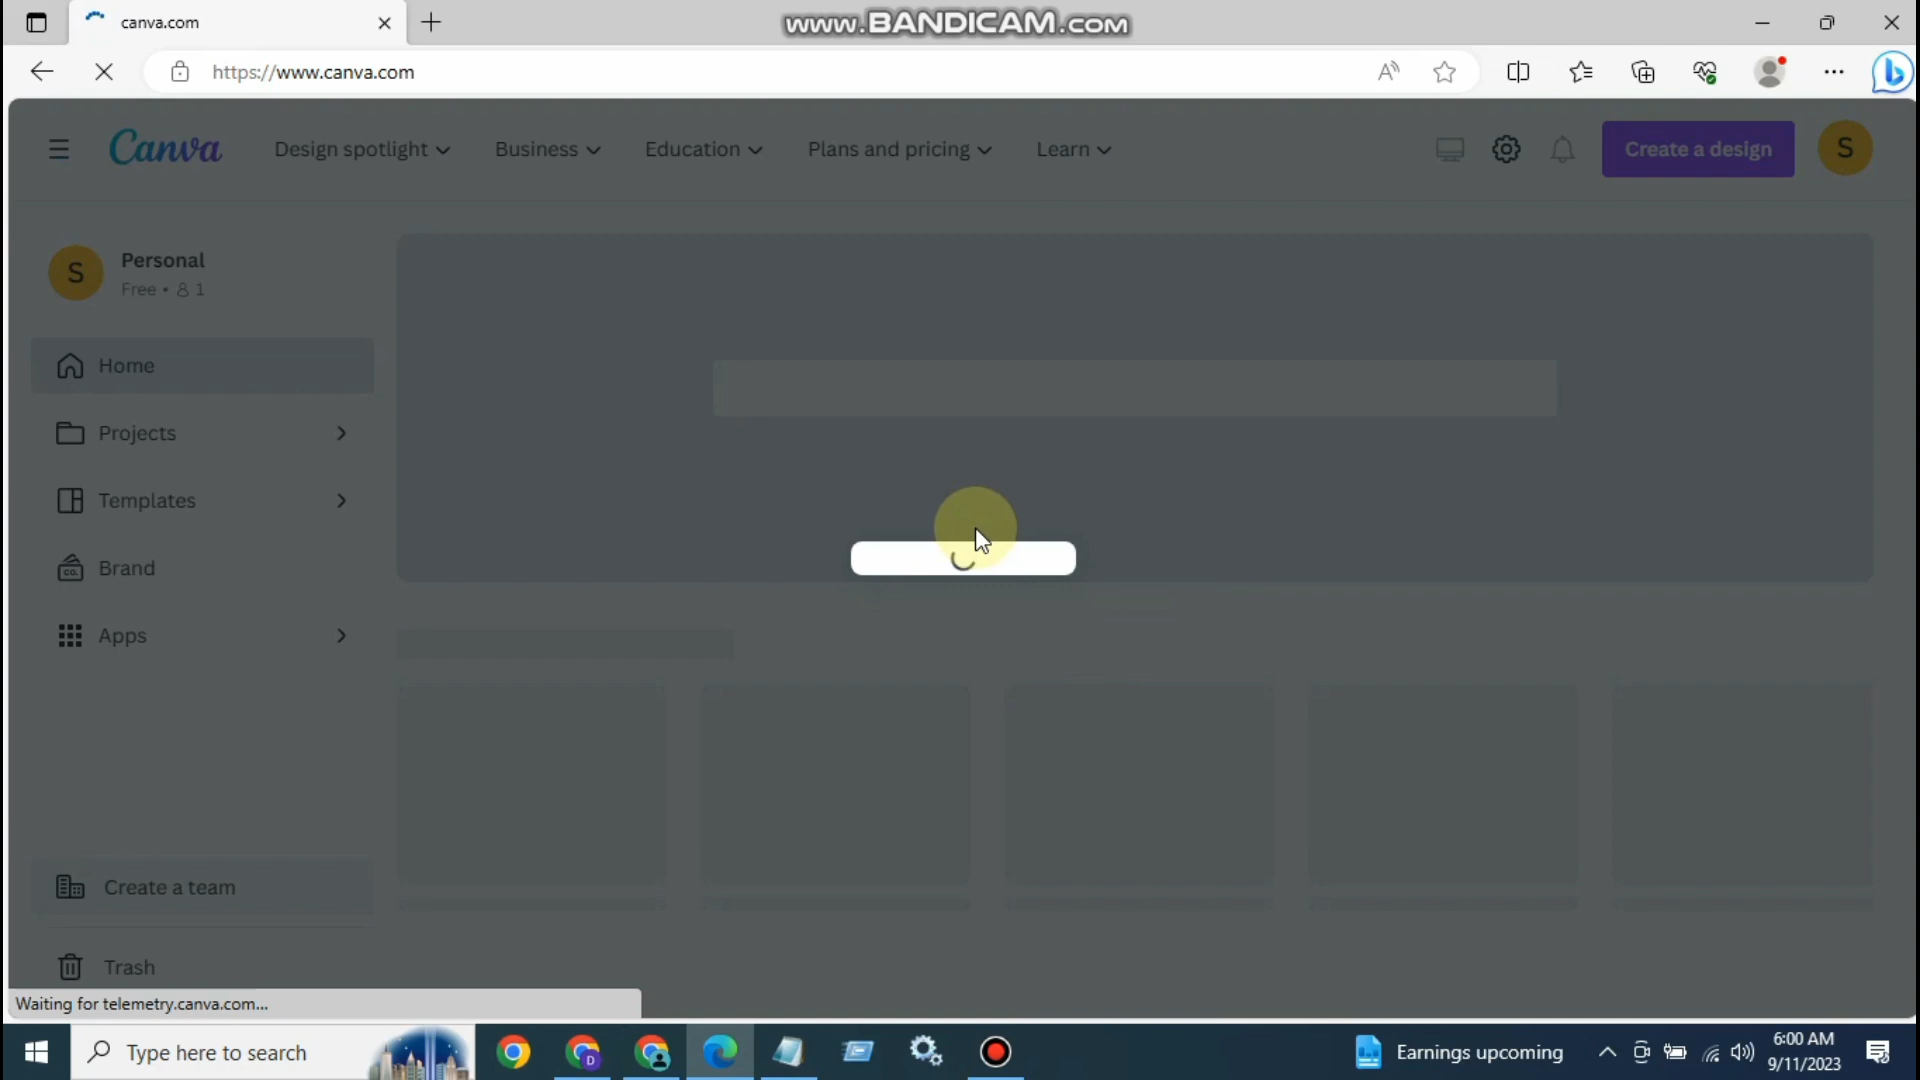 canva.com
www.BANDICAM.com
https://www.canva.com
Canva
Design spotlight
Business
Education
Plans and pricing
Learn
Create a design
S
S
Personal
Free • 1
Home
Projects
Templates
CO.
Brand
Apps
Create a team
Trash
Waiting for telemetry.canva.com...
Type here to search
D
Earnings upcoming
6:00 AM
9/11/2023